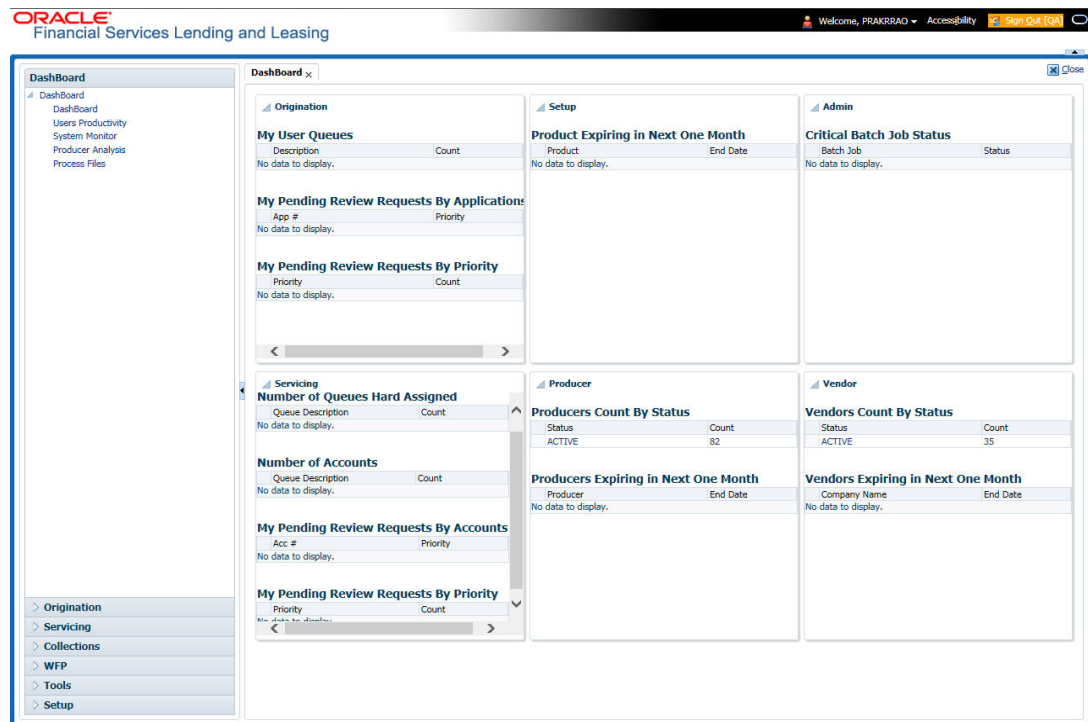 ORACLE®
Financial Services Lending and Leasing
Welcome, PRAKRRAO
Accessibility
Sign Out [QA]
DashBoard
DashBoard
DashBoard
Users Productivity
System Monitor
Producer Analysis
Process Files
Origination
Servicing
Collections
WFP
Tools
Setup
DashBoard
Close
Origination
My User Queues
Description Count
No data to display.
My Pending Review Requests By Applications
App # Priority
No data to display.
My Pending Review Requests By Priority
Priority Count
No data to display.
Setup
Product Expiring in Next One Month
Product End Date
No data to display.
Admin
Critical Batch Job Status
Batch Job Status
No data to display.
Servicing
Number of Queues Hard Assigned
Queue Description Count
No data to display.
Number of Accounts
Queue Description Count
No data to display.
My Pending Review Requests By Accounts
Acc # Priority
No data to display.
My Pending Review Requests By Priority
Priority Count
No data to display.
Producer
Producers Count By Status
Status Count
ACTIVE 82
Producers Expiring in Next One Month
Producer End Date
No data to display.
Vendor
Vendors Count By Status
Status Count
ACTIVE 35
Vendors Expiring in Next One Month
Company Name End Date
No data to display.